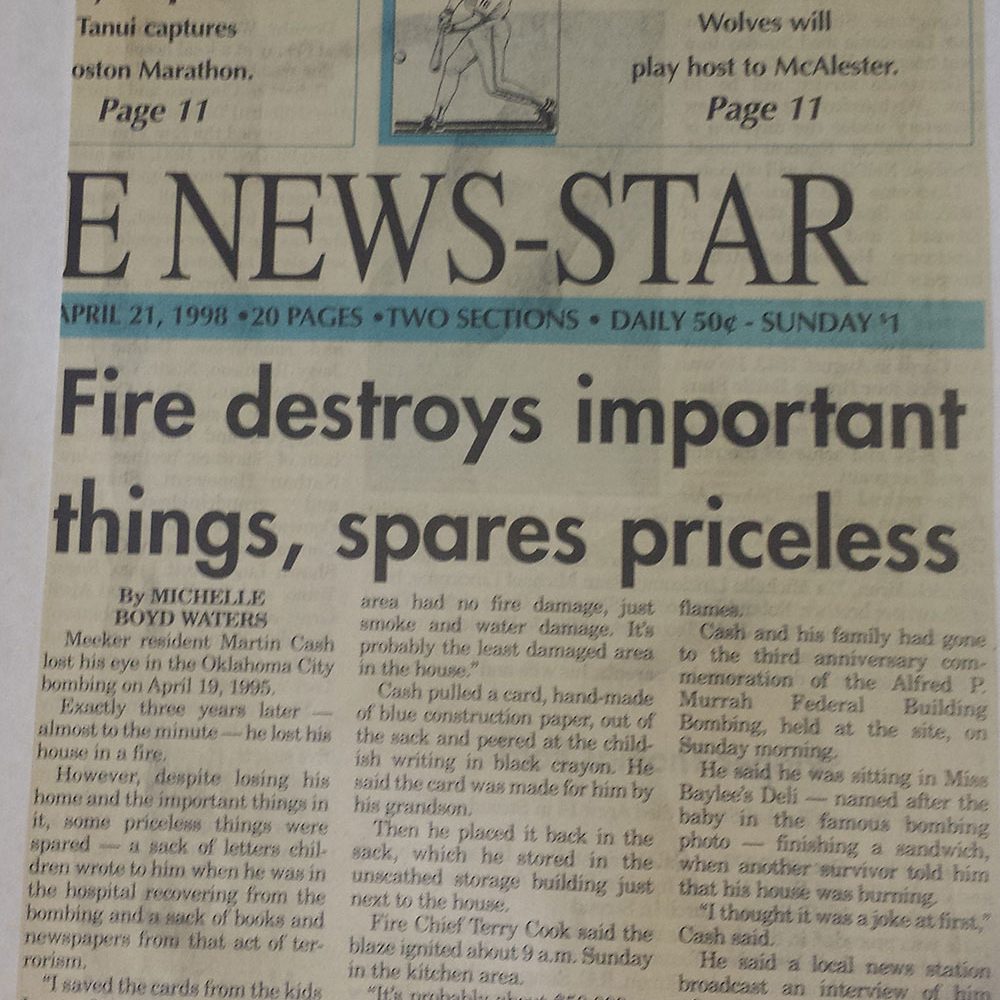 Tanui captures
oston Marathon.
Page 11
Wolves will
play host to McAlester.
Page 11
E NEWS-STAR
APRIL 21, 1998 •20 PAGES •TWO SECTIONS • DAILY 50¢ - SUNDAY $1
Fire destroys important
things, spares priceless
By MICHELLE
BOYD WATERS
Meeker resident Martin Cash
lost his eye in the Oklahoma City
bombing on April 19, 1995.
Exactly three years later —
almost to the minute — he lost his
house in a fire.
However, despite losing his
home and the important things in
it, some priceless things were
spared — a sack of letters chil-
dren wrote to him when he was in
the hospital recovering from the
bombing and a sack of books and
newspapers from that act of ter-
rorism.
"I saved the cards from the kids
area had no fire damage, just
smoke and water damage. It's
probably the least damaged area
in the house."
Cash pulled a card, hand-made
of blue construction paper, out of
the sack and peered at the child-
ish writing in black crayon. He
said the card was made for him by
his grandson.
Then he placed it back in the
sack, which he stored in the
unscathed storage building just
next to the house.
Fire Chief Terry Cook said the
blaze ignited about 9 a.m. Sunday
in the kitchen area.
"It's probably about
flames.
Cash and his family had gone
to the third anniversary com-
memoration of the Alfred P.
Murrah Federal Building
Bombing, held at the site, on
Sunday morning.
He said he was sitting in Miss
Baylee's Deli — named after the
baby in the famous bombing
photo — finishing a sandwich,
when another survivor told him
that his house was burning.
"I thought it was a joke at first,"
Cash said.
He said a local news station
broadcast an interview of him